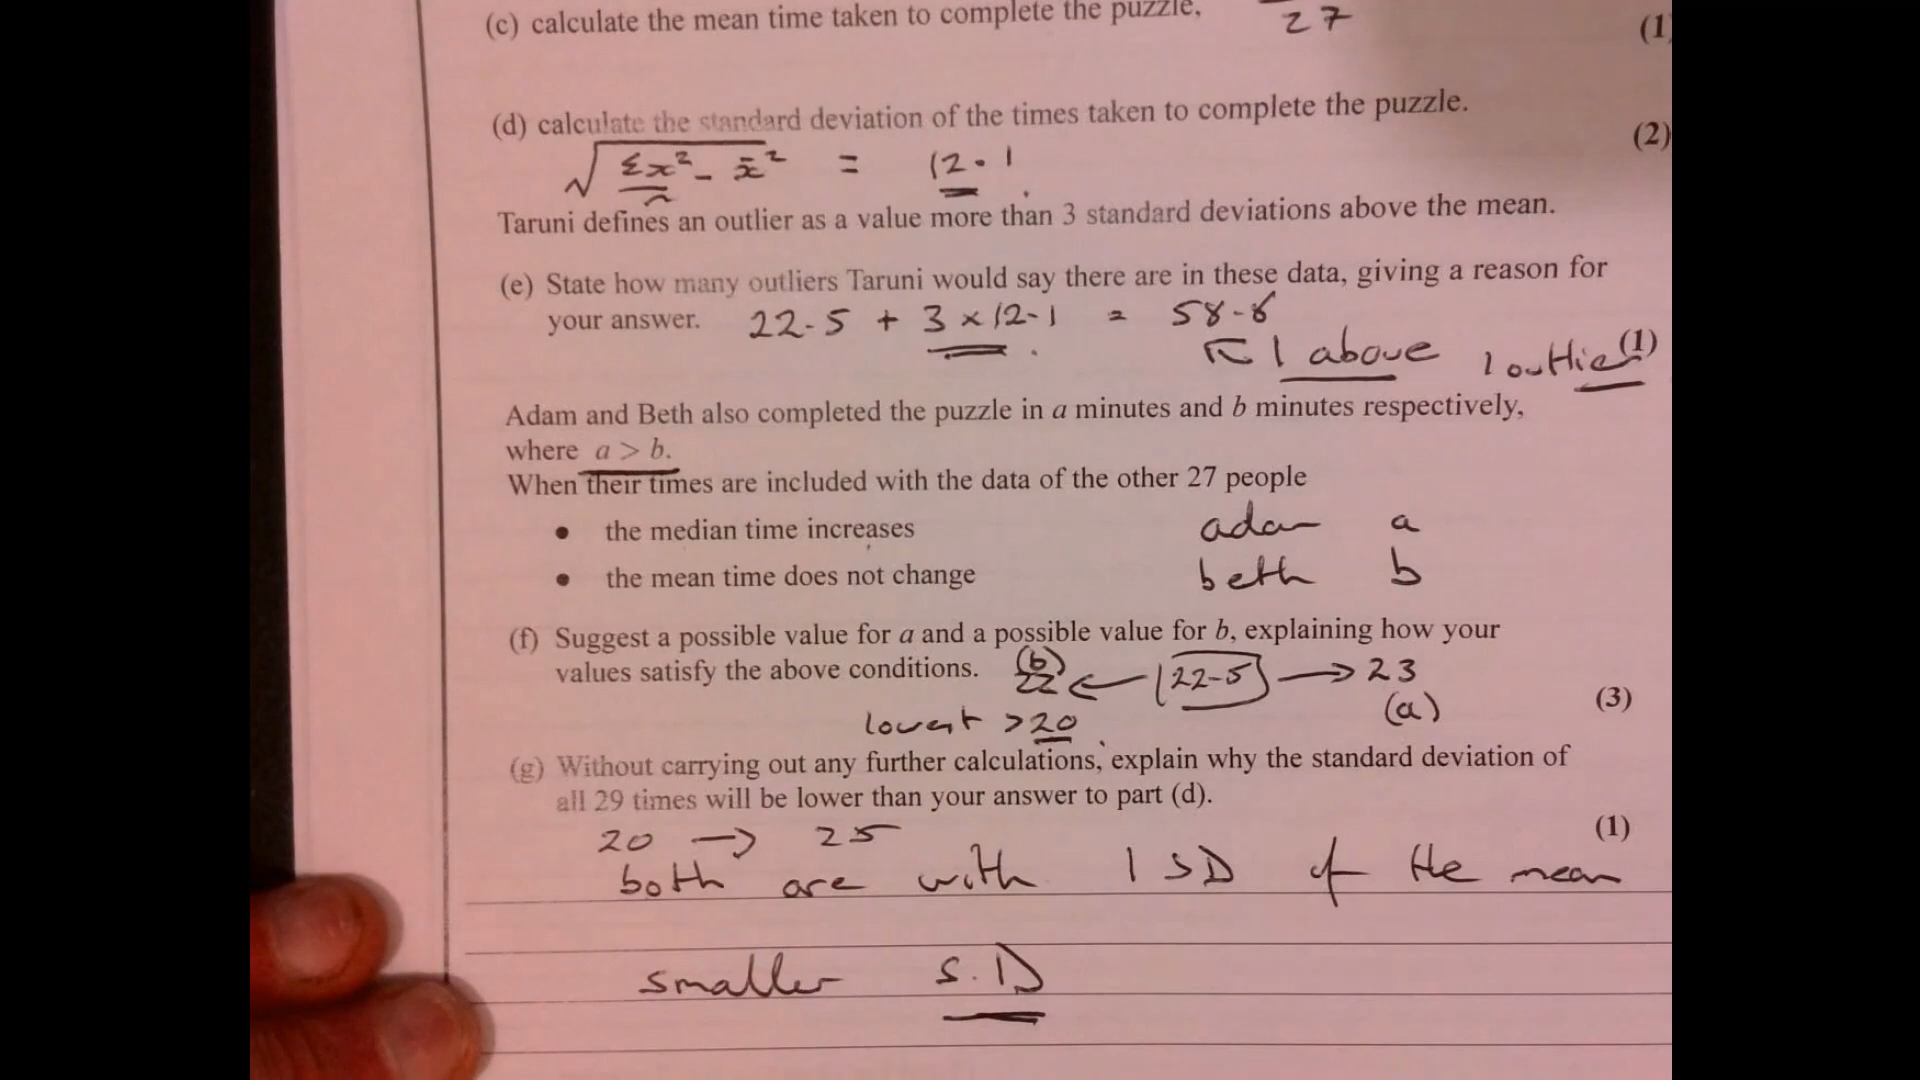 (c) calculate the mean time taken to complete the puzzle, 27 (1)
(d) calculate the standard deviation of the times taken to complete the puzzle.
(2)
√ Σx² - x̄² = 12.1
n
Taruni defines an outlier as a value more than 3 standard deviations above the mean.
(e) State how many outliers Taruni would say there are in these data, giving a reason for
your answer. 22.5 + 3 × 12.1 = 58.8
↖ 1 above 1 outlier (1)
Adam and Beth also completed the puzzle in a minutes and b minutes respectively,
where a > b.
When their times are included with the data of the other 27 people
• the median time increases adam a
• the mean time does not change beth b
(f) Suggest a possible value for a and a possible value for b, explaining how your
values satisfy the above conditions. (b) 22 ← 22.5 → 23
(a) (3)
lowest > 20
(g) Without carrying out any further calculations, explain why the standard deviation of
all 29 times will be lower than your answer to part (d).
(1)
20 → 25
both are with 1 SD of the mean
smaller S.D